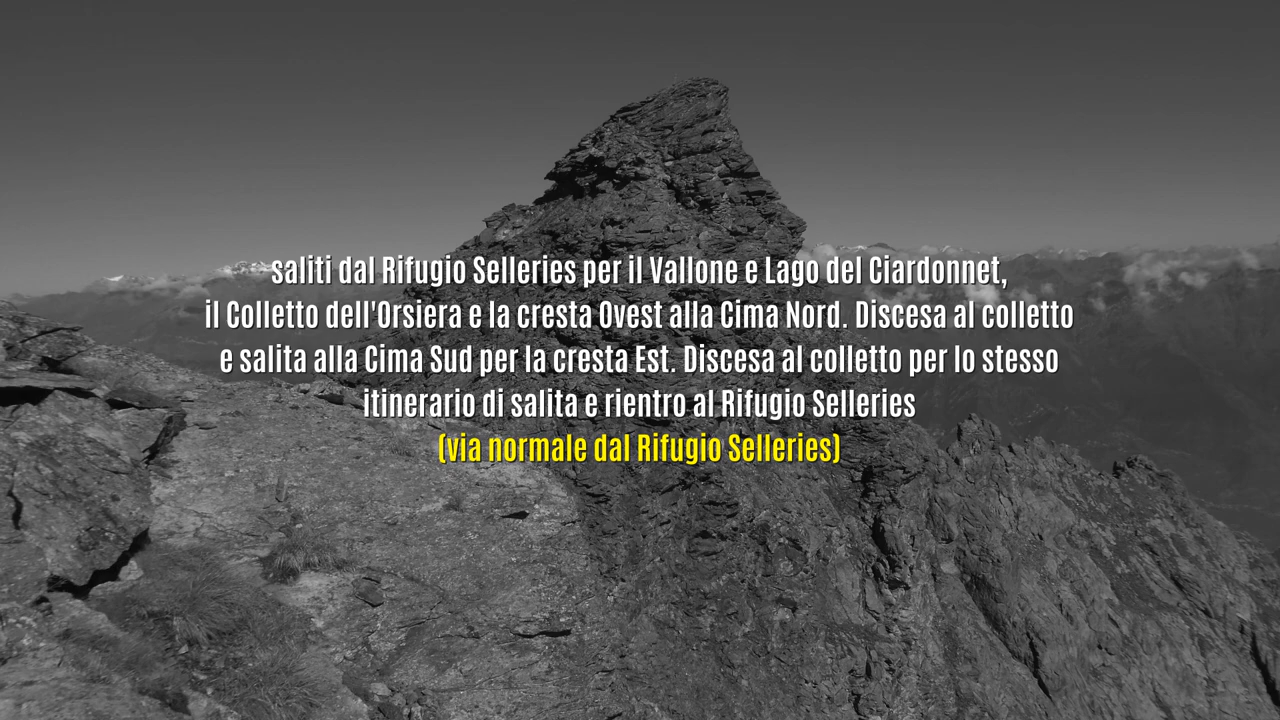 saliti dal Rifugio Selleries per il Vallone e Lago del Ciardonnet,
il Colletto dell'Orsiera e la cresta Ovest alla Cima Nord. Discesa al colletto
e salita alla Cima Sud per la cresta Est. Discesa al colletto per lo stesso
itinerario di salita e rientro al Rifugio Selleries
(via normale dal Rifugio Selleries)